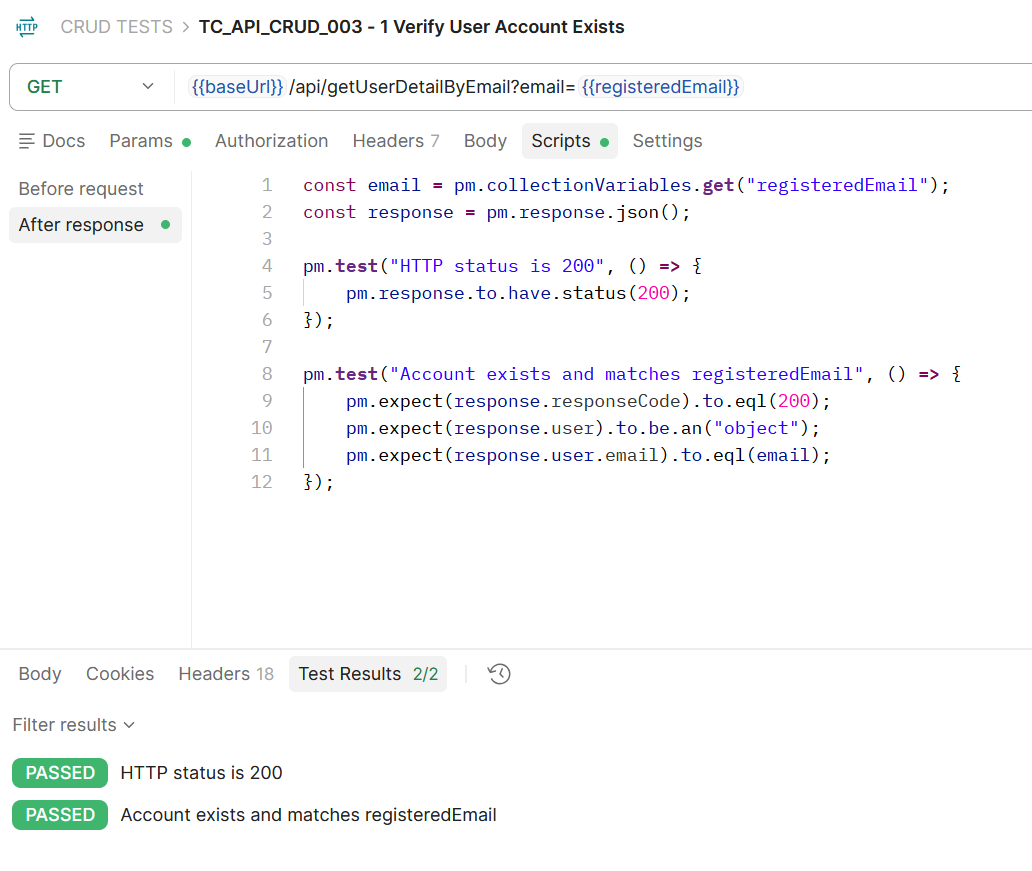 HTTP CRUD TESTS > TC_API_CRUD_003 - 1 Verify User Account Exists
GET {{baseUrl}} /api/getUserDetailByEmail?email= {{registeredEmail}}
Docs Params Authorization Headers 7 Body Scripts Settings
Before request
After response
1 const email = pm.collectionVariables.get("registeredEmail");
2 const response = pm.response.json();
3
4 pm.test("HTTP status is 200", () => {
5 pm.response.to.have.status(200);
6 });
7
8 pm.test("Account exists and matches registeredEmail", () => {
9 pm.expect(response.responseCode).to.eql(200);
10 pm.expect(response.user).to.be.an("object");
11 pm.expect(response.user.email).to.eql(email);
12 });
Body Cookies Headers 18 Test Results 2/2
Filter results
PASSED HTTP status is 200
PASSED Account exists and matches registeredEmail